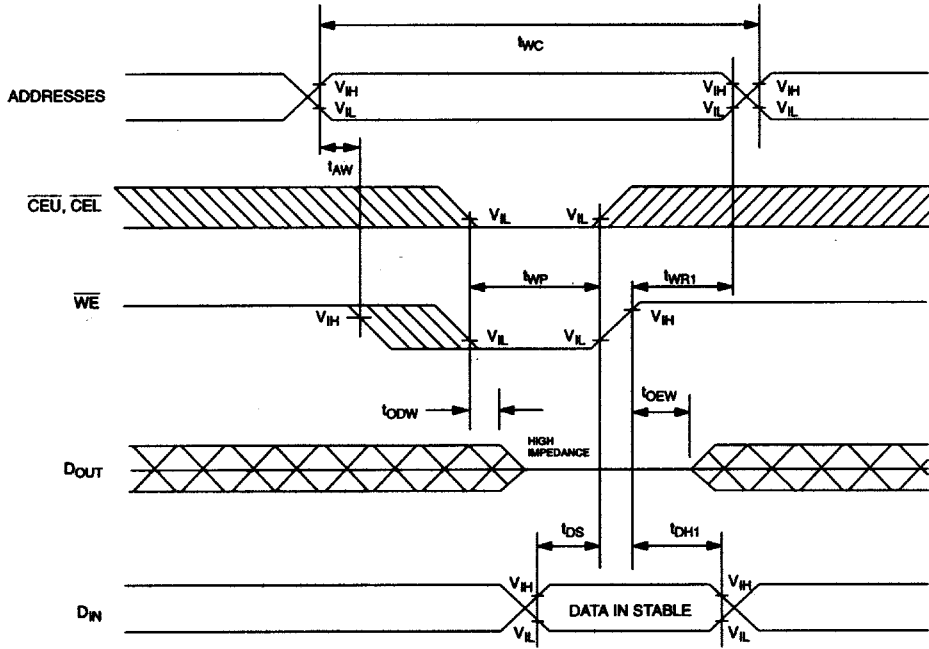 tWC
ADDRESSES
VIH
VIL
VIH
VIL
VIH
VIL
tAW
CEU, CEL
VIL
VIL
tWP
tWR1
WE
VIH
VIL
VIL
VIH
tODW
tOEW
HIGH
IMPEDANCE
DOUT
tDS
tDH1
DIN
VIH
VIL
DATA IN STABLE
VIH
VIL